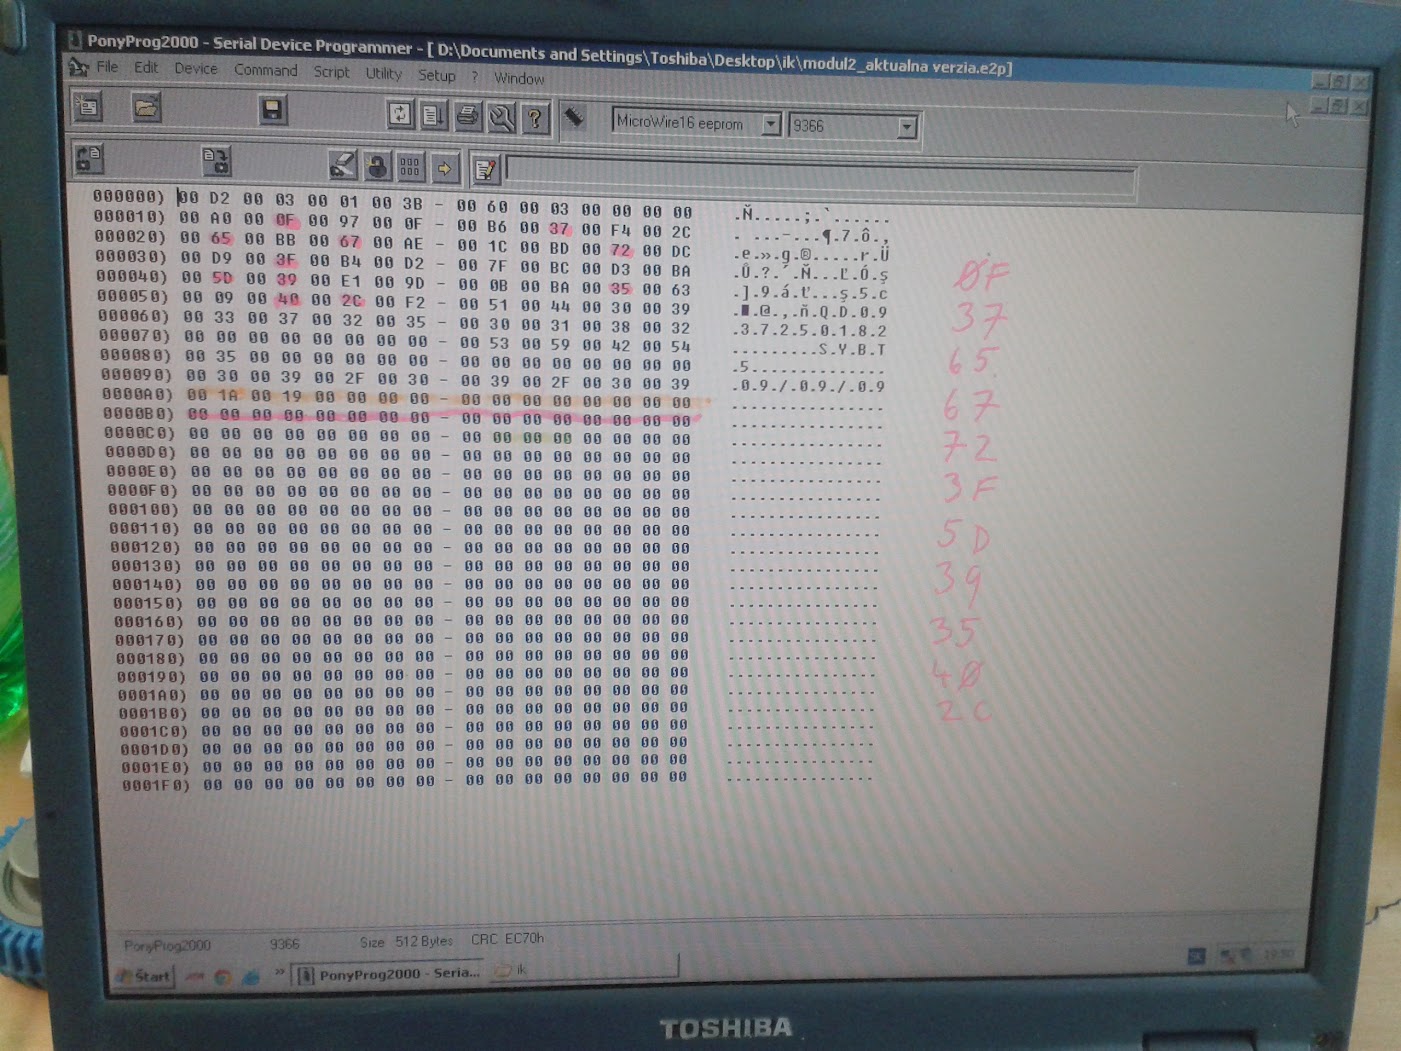 PonyProg2000 - Serial Device Programmer - [ D:\Documents and Settings\Toshiba\Desktop\ik\modul2_aktualna verzia.e2p]
File Edit Device Command Script Utility Setup ? Window
MicroWire16 eeprom 9366
000000) 00 D2 00 03 00 01 00 3B - 00 60 00 03 00 00 00 00 .Ň.....;.`......
000010) 00 A0 00 0F 00 97 00 0F - 00 B6 00 37 00 F4 00 2C . ...—...¶.7.ô.,
000020) 00 65 00 BB 00 67 00 AE - 00 1C 00 BD 00 72 00 DC .e.».g.®.....r.Ü
000030) 00 D9 00 3F 00 B4 00 D2 - 00 7F 00 BC 00 D3 00 BA .Ů.?.´.Ň...Ľ.Ó.ş
000040) 00 5D 00 39 00 E1 00 9D - 00 0B 00 BA 00 35 00 63 .].9.á.ť...ş.5.c
000050) 00 09 00 40 00 2C 00 F2 - 00 51 00 44 00 30 00 39 .■.@.,.ň.Q.D.0.9
000060) 00 33 00 37 00 32 00 35 - 00 30 00 31 00 38 00 32 .3.7.2.5.0.1.8.2
000070) 00 00 00 00 00 00 00 00 - 00 53 00 59 00 42 00 54 .........S.Y.B.T
000080) 00 35 00 00 00 00 00 00 - 00 00 00 00 00 00 00 00 .5..............
000090) 00 30 00 39 00 2F 00 30 - 00 39 00 2F 00 30 00 39 .0.9./.0.9./.0.9
0000A0) 00 1A 00 19 00 00 00 00 - 00 00 00 00 00 00 00 00 ................
0000B0) 00 00 00 00 00 00 00 00 - 00 00 00 00 00 00 00 00 ................
0000C0) 00 00 00 00 00 00 00 00 - 00 00 00 00 00 00 00 00 ................
0000D0) 00 00 00 00 00 00 00 00 - 00 00 00 00 00 00 00 00 ................
0000E0) 00 00 00 00 00 00 00 00 - 00 00 00 00 00 00 00 00 ................
0000F0) 00 00 00 00 00 00 00 00 - 00 00 00 00 00 00 00 00 ................
000100) 00 00 00 00 00 00 00 00 - 00 00 00 00 00 00 00 00 ................
000110) 00 00 00 00 00 00 00 00 - 00 00 00 00 00 00 00 00 ................
000120) 00 00 00 00 00 00 00 00 - 00 00 00 00 00 00 00 00 ................
000130) 00 00 00 00 00 00 00 00 - 00 00 00 00 00 00 00 00 ................
000140) 00 00 00 00 00 00 00 00 - 00 00 00 00 00 00 00 00 ................
000150) 00 00 00 00 00 00 00 00 - 00 00 00 00 00 00 00 00 ................
000160) 00 00 00 00 00 00 00 00 - 00 00 00 00 00 00 00 00 ................
000170) 00 00 00 00 00 00 00 00 - 00 00 00 00 00 00 00 00 ................
000180) 00 00 00 00 00 00 00 00 - 00 00 00 00 00 00 00 00 ................
000190) 00 00 00 00 00 00 00 00 - 00 00 00 00 00 00 00 00 ................
0001A0) 00 00 00 00 00 00 00 00 - 00 00 00 00 00 00 00 00 ................
0001B0) 00 00 00 00 00 00 00 00 - 00 00 00 00 00 00 00 00 ................
0001C0) 00 00 00 00 00 00 00 00 - 00 00 00 00 00 00 00 00 ................
0001D0) 00 00 00 00 00 00 00 00 - 00 00 00 00 00 00 00 00 ................
0001E0) 00 00 00 00 00 00 00 00 - 00 00 00 00 00 00 00 00 ................
0001F0) 00 00 00 00 00 00 00 00 - 00 00 00 00 00 00 00 00 ................
0F
37
65
67
72
3F
5D
39
35
40
2C
PonyProg2000 9366 Size 512 Bytes CRC EC70h
Start » PonyProg2000 - Seria... ik SK
TOSHIBA